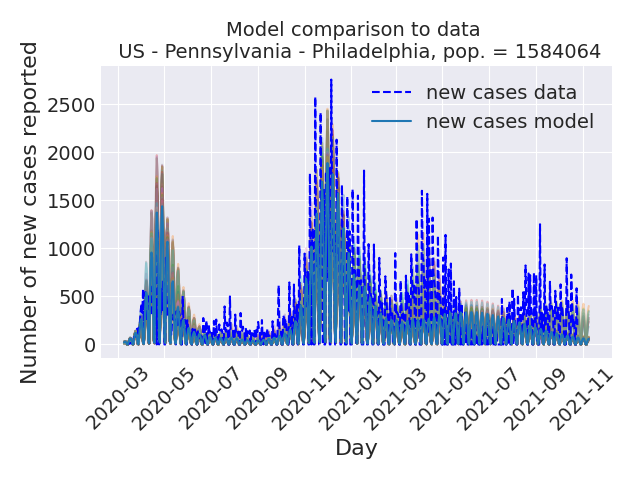 Model comparison to data
US - Pennsylvania - Philadelphia, pop. = 1584064
Number of new cases reported
2500
2000
1500
1000
500
0
new cases data
new cases model
2020-03
2020-05
2020-07
2020-09
2020-11
2021-01
2021-03
2021-05
2021-07
2021-09
2021-11
Day